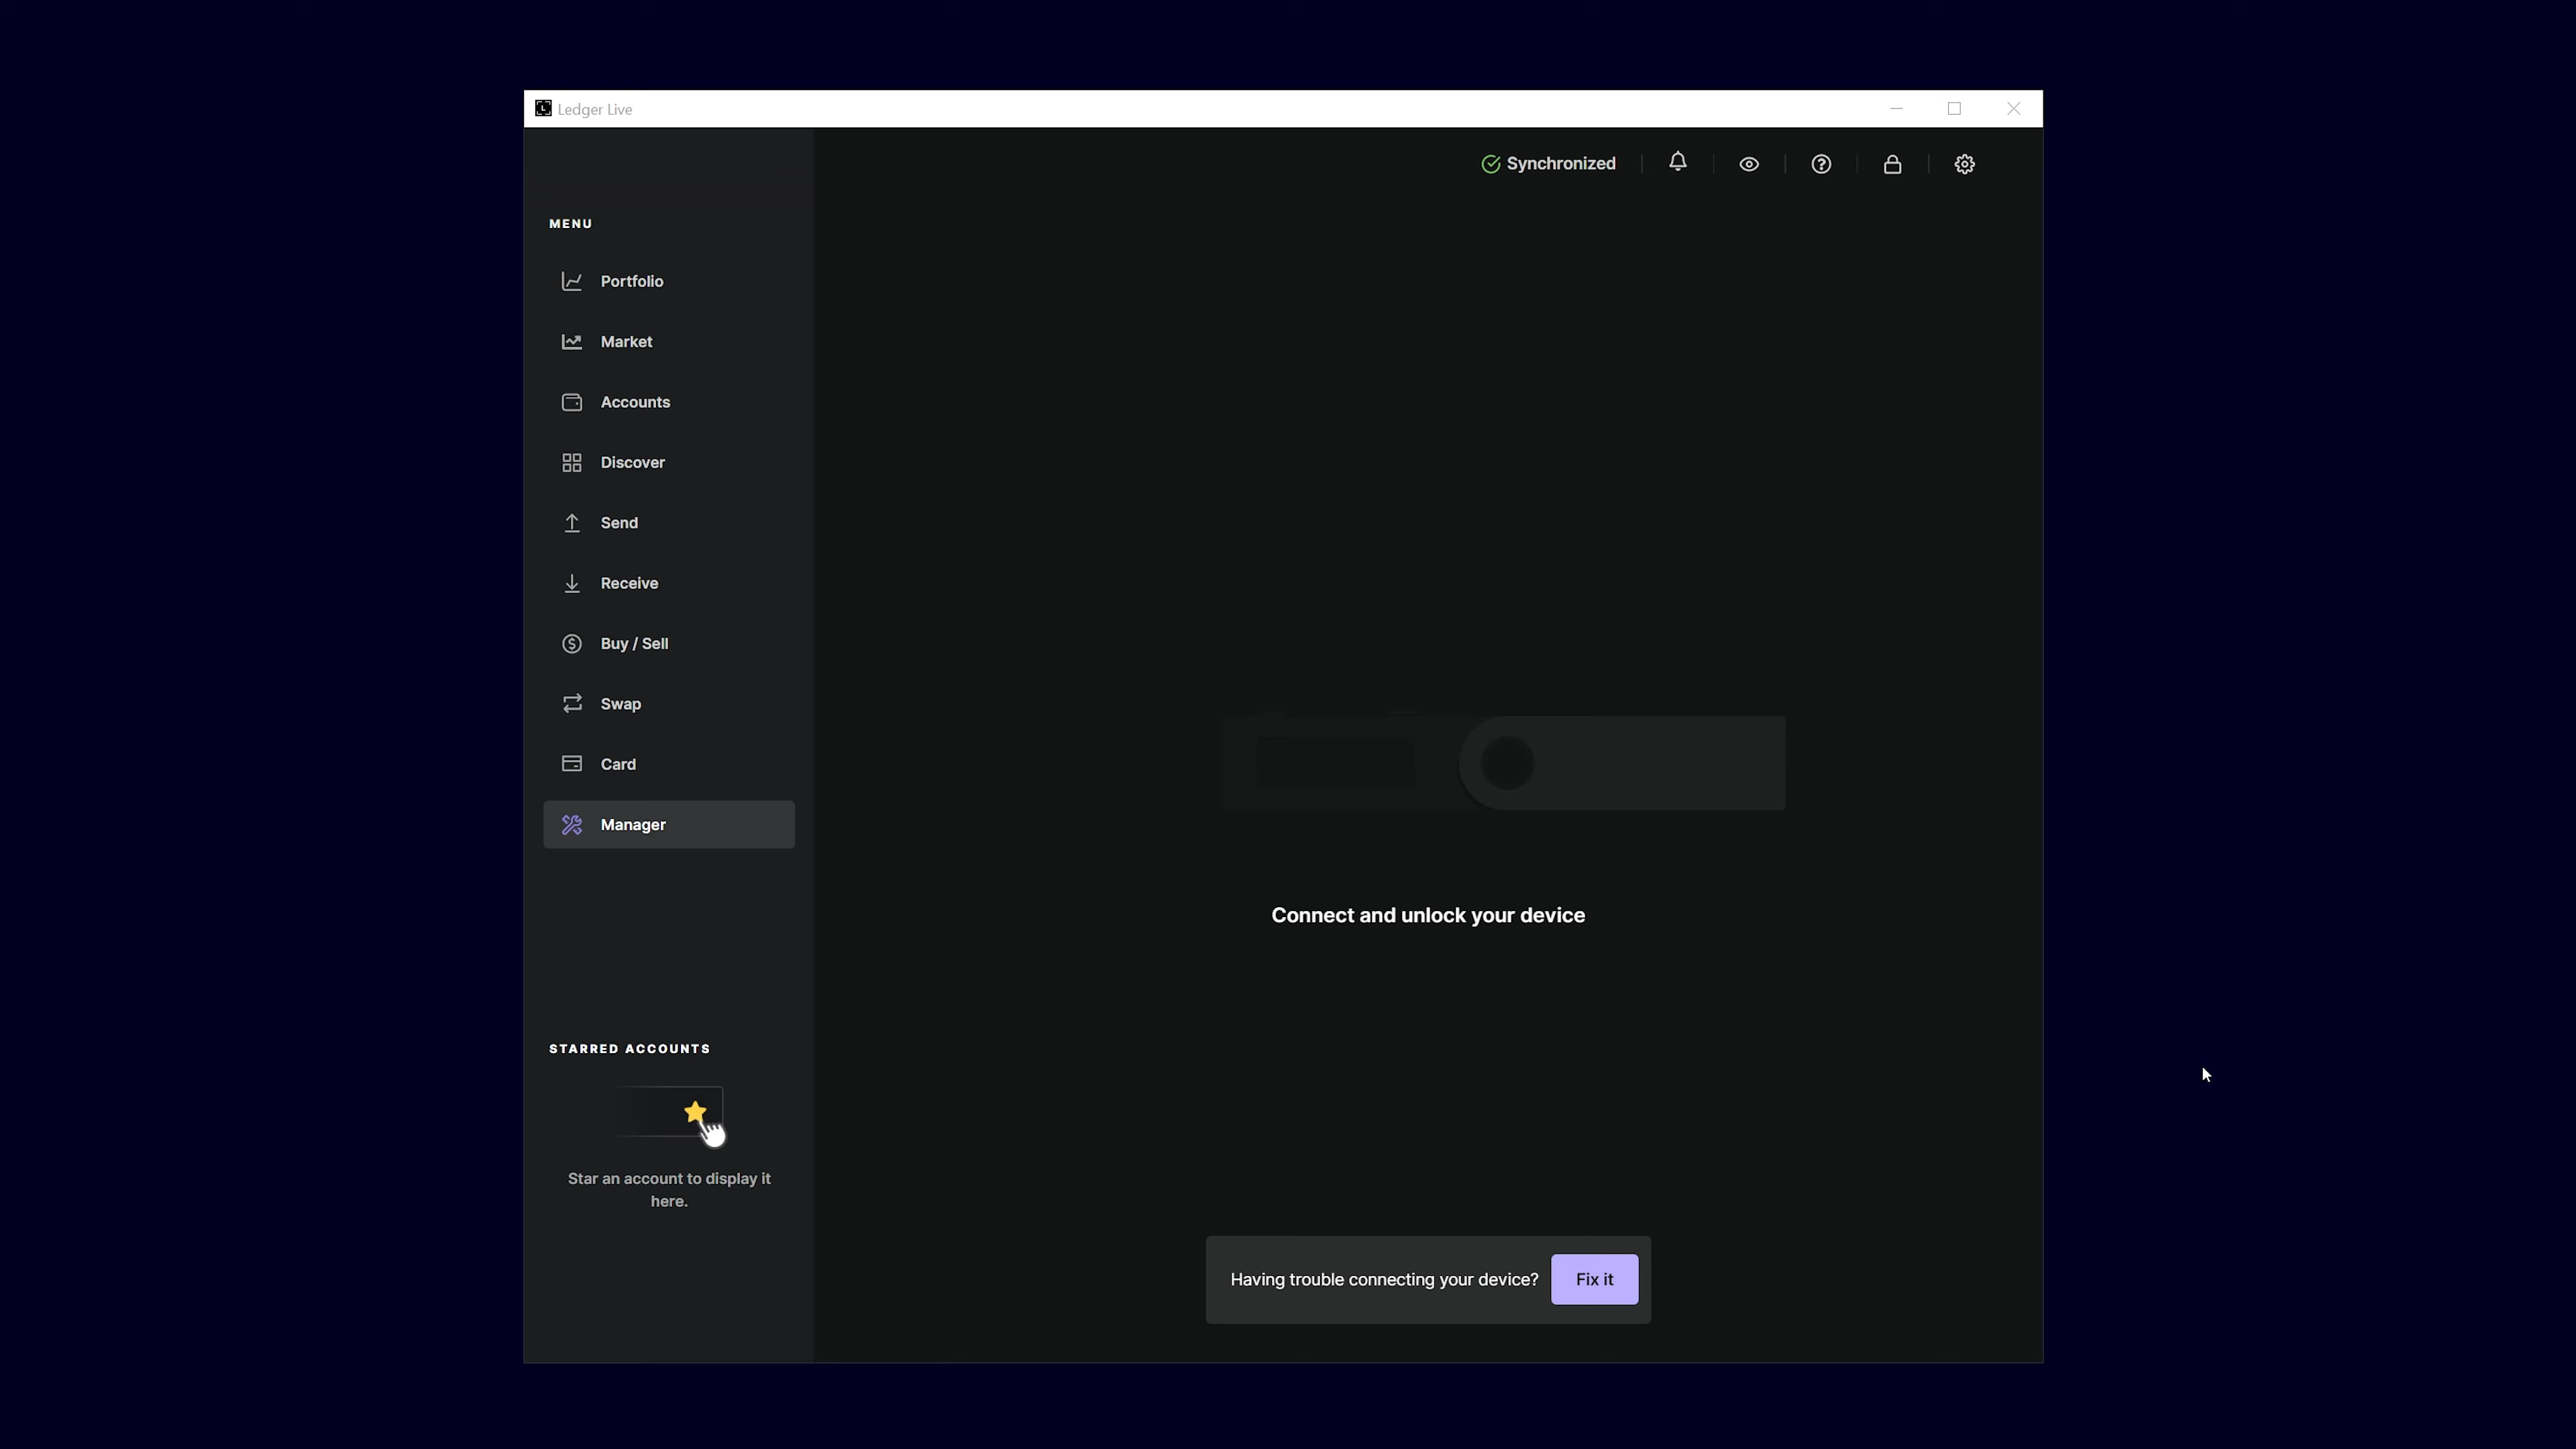 Ledger Live
Synchronized
MENU
Portfolio
Market
Accounts
Discover
Send
Receive
Buy / Sell
Swap
Card
Manager
Connect and unlock your device
STARRED ACCOUNTS
Star an account to display it
here.
Having trouble connecting your device?
Fix it